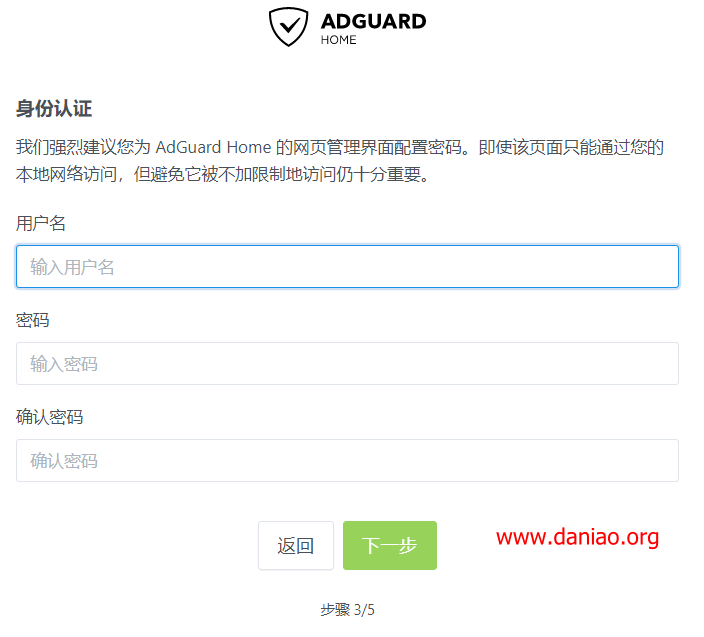 ADGUARD
HOME
身份认证
我们强烈建议您为 AdGuard Home 的网页管理界面配置密码。即使该页面只能通过您的
本地网络访问，但避免它被不加限制地访问仍十分重要。
用户名
输入用户名
密码
输入密码
确认密码
确认密码
返回 下一步
www.daniao.org
步骤 3/5